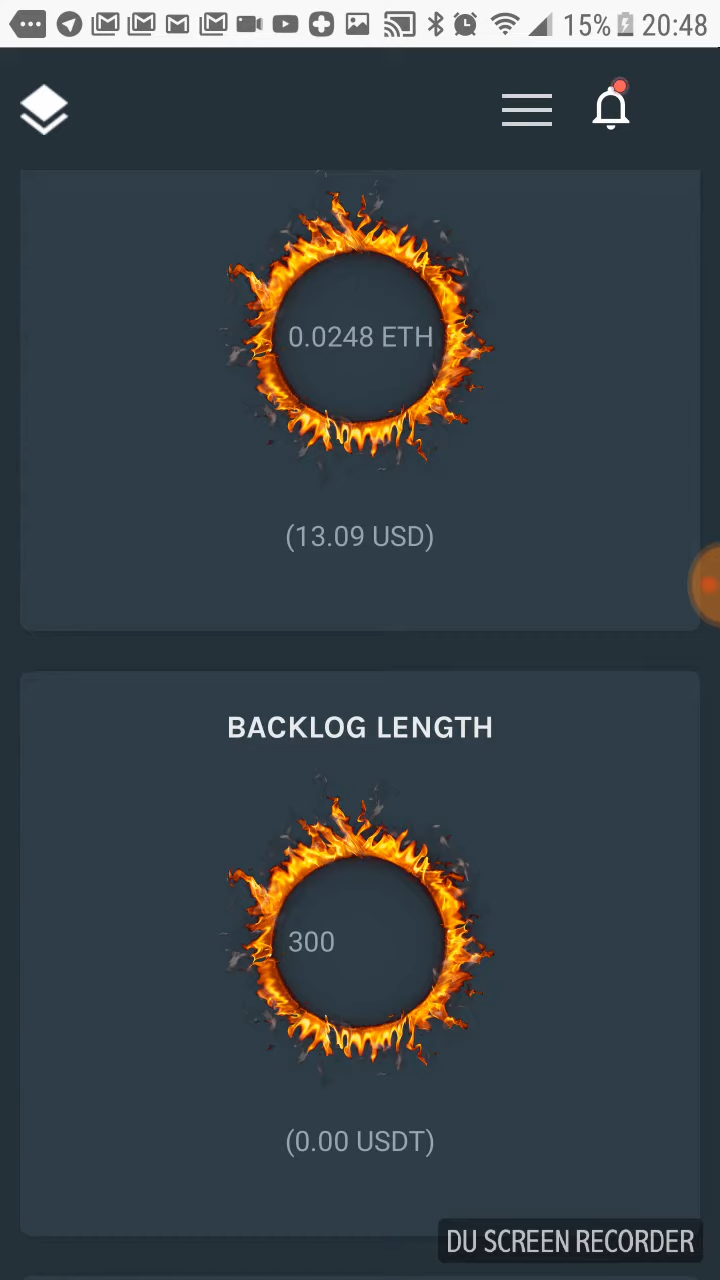 15% 20:48
0.0248 ETH
(13.09 USD)
BACKLOG LENGTH
300
(0.00 USDT)
DU SCREEN RECORDER